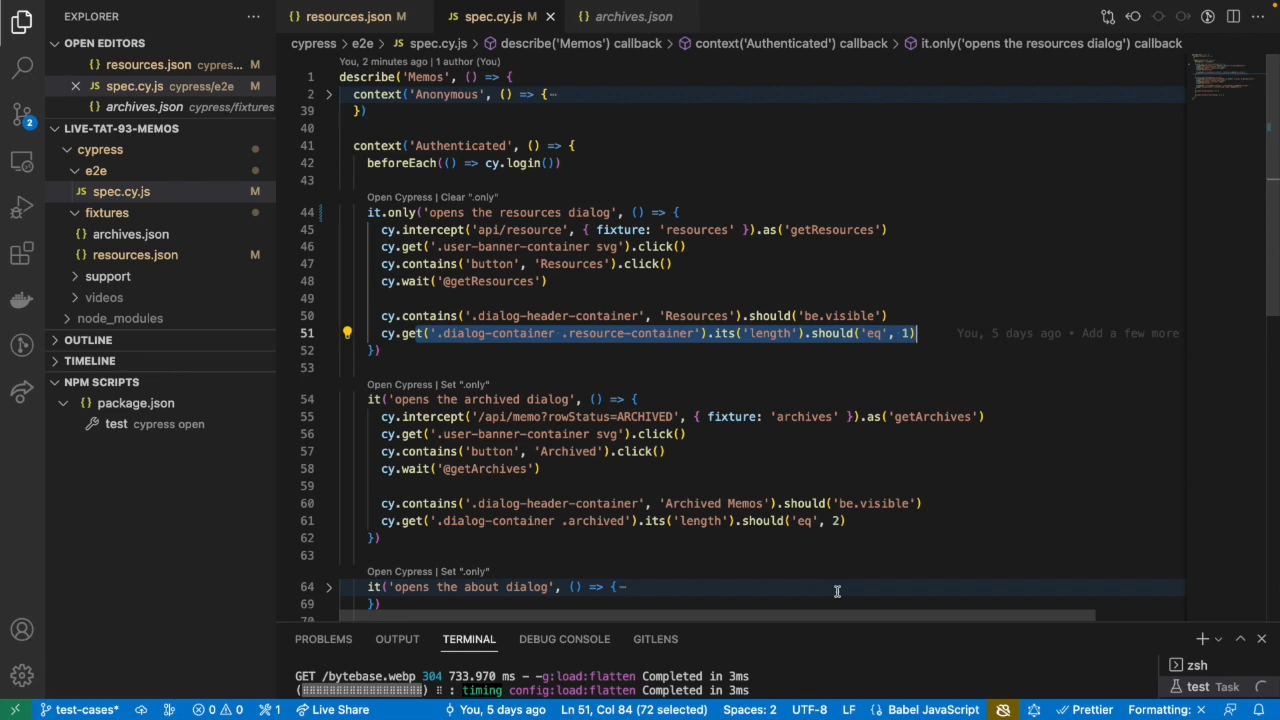 EXPLORER
OPEN EDITORS
{} resources.json cypres... M
JS spec.cy.js cypress/e2e M
{} archives.json cypress/fixtures
LIVE-TAT-93-MEMOS
cypress
e2e
JS spec.cy.js M
fixtures
{} archives.json
{} resources.json M
support
videos
node_modules
OUTLINE
TIMELINE
NPM SCRIPTS
package.json
test cypress open
2
{} resources.json M
JS spec.cy.js M
{} archives.json
cypress > e2e > JS spec.cy.js > describe('Memos') callback > context('Authenticated') callback > it.only('opens the resources dialog') callback
You, 2 minutes ago | 1 author (You)
1 describe('Memos', () => {
2 context('Anonymous', () => {
39 })
40
41 context('Authenticated', () => {
42 beforeEach(() => cy.login())
43
Open Cypress | Clear ".only"
44 it.only('opens the resources dialog', () => {
45 cy.intercept('api/resource', { fixture: 'resources' }).as('getResources')
46 cy.get('.user-banner-container svg').click()
47 cy.contains('button', 'Resources').click()
48 cy.wait('@getResources')
49
50 cy.contains('.dialog-header-container', 'Resources').should('be.visible')
51 cy.get('.dialog-container .resource-container').its('length').should('eq', 1) You, 5 days ago • Add a few more
52 })
53
Open Cypress | Set ".only"
54 it('opens the archived dialog', () => {
55 cy.intercept('/api/memo?rowStatus=ARCHIVED', { fixture: 'archives' }).as('getArchives')
56 cy.get('.user-banner-container svg').click()
57 cy.contains('button', 'Archived').click()
58 cy.wait('@getArchives')
59
60 cy.contains('.dialog-header-container', 'Archived Memos').should('be.visible')
61 cy.get('.dialog-container .archived').its('length').should('eq', 2)
62 })
63
Open Cypress | Set ".only"
64 it('opens the about dialog', () => {
69 })
70
PROBLEMS OUTPUT TERMINAL DEBUG CONSOLE GITLENS
GET /bytebase.webp 304 733.970 ms - -g:load:flatten Completed in 3ms
: timing config:load:flatten Completed in 3ms
zsh
test Task
test-cases* 0 0 1 Live Share You, 5 days ago Ln 51, Col 84 (72 selected) Spaces: 2 UTF-8 LF {} Babel JavaScript Prettier Formatting: ×